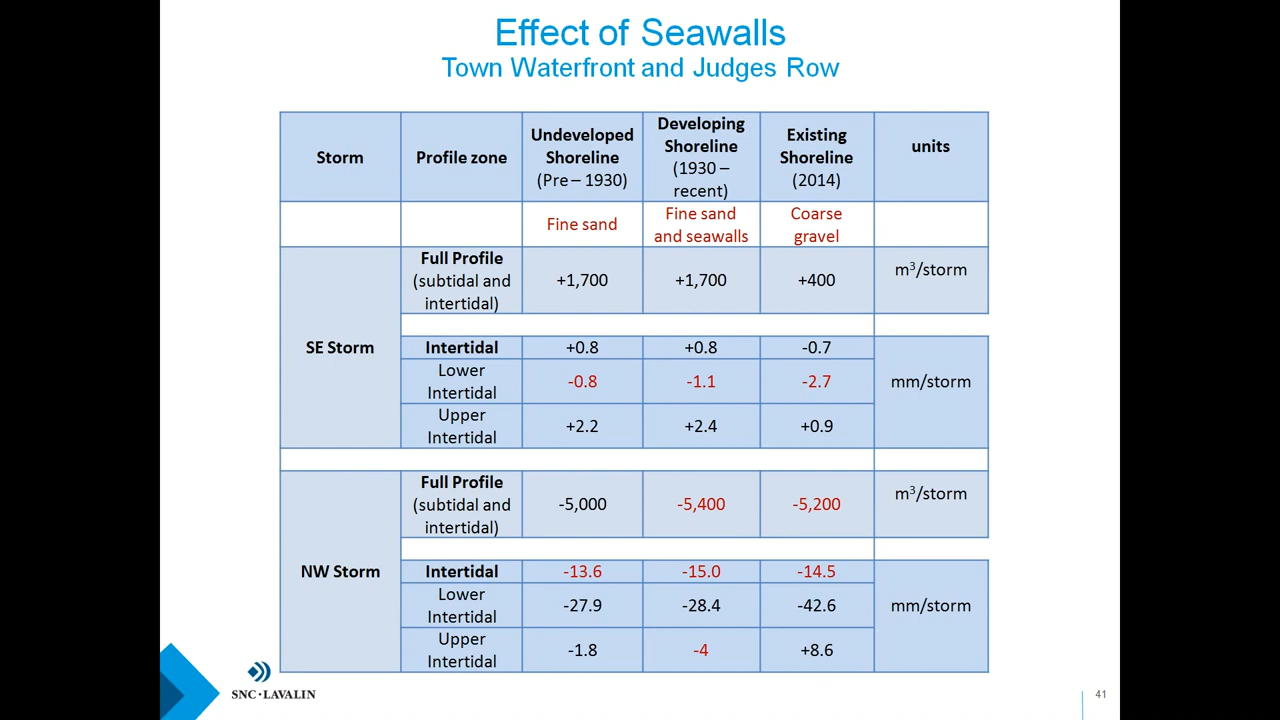 Effect of Seawalls
Town Waterfront and Judges Row
Storm
Profile zone
Undeveloped
Shoreline
(Pre – 1930)
Developing
Shoreline
(1930 –
recent)
Existing
Shoreline
(2014)
units
Fine sand
Fine sand
and seawalls
Coarse
gravel
SE Storm
Full Profile
(subtidal and
intertidal)
+1,700
+1,700
+400
m³/storm
Intertidal
+0.8
+0.8
-0.7
mm/storm
Lower
Intertidal
-0.8
-1.1
-2.7
Upper
Intertidal
+2.2
+2.4
+0.9
NW Storm
Full Profile
(subtidal and
intertidal)
-5,000
-5,400
-5,200
m³/storm
Intertidal
-13.6
-15.0
-14.5
mm/storm
Lower
Intertidal
-27.9
-28.4
-42.6
Upper
Intertidal
-1.8
-4
+8.6
SNC·LAVALIN
41